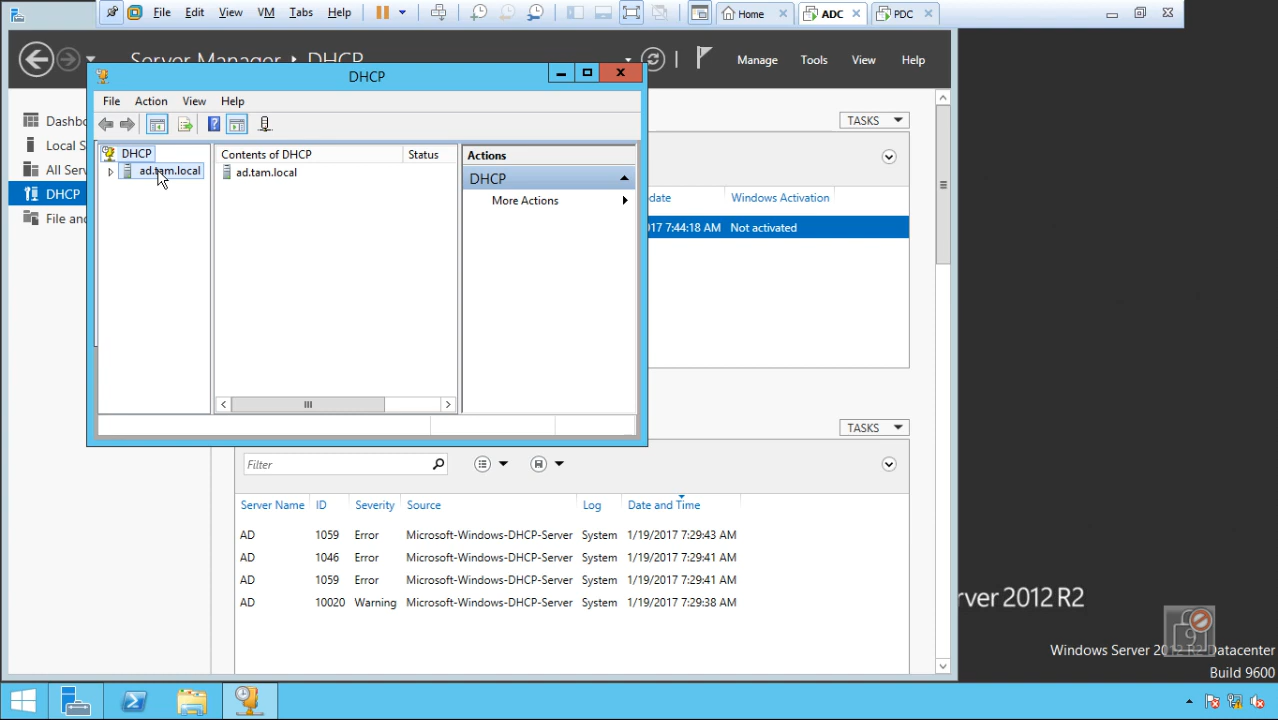 File Edit View VM Tabs Help Home ADC PDC
Server Manager DHCP
Manage Tools View Help
DHCP
File Action View Help
Dashbo
Local S
All Serv
DHCP
File and
DHCP
ad.tam.local
Contents of DHCP Status
ad.tam.local
Actions
DHCP
More Actions
TASKS
date Windows Activation
17 7:44:18 AM Not activated
TASKS
Filter
Server Name ID Severity Source Log Date and Time
AD 1059 Error Microsoft-Windows-DHCP-Server System 1/19/2017 7:29:43 AM
AD 1046 Error Microsoft-Windows-DHCP-Server System 1/19/2017 7:29:41 AM
AD 1059 Error Microsoft-Windows-DHCP-Server System 1/19/2017 7:29:41 AM
AD 10020 Warning Microsoft-Windows-DHCP-Server System 1/19/2017 7:29:38 AM
rver 2012 R2
9
Windows Server 2012 R2 Datacenter
Build 9600